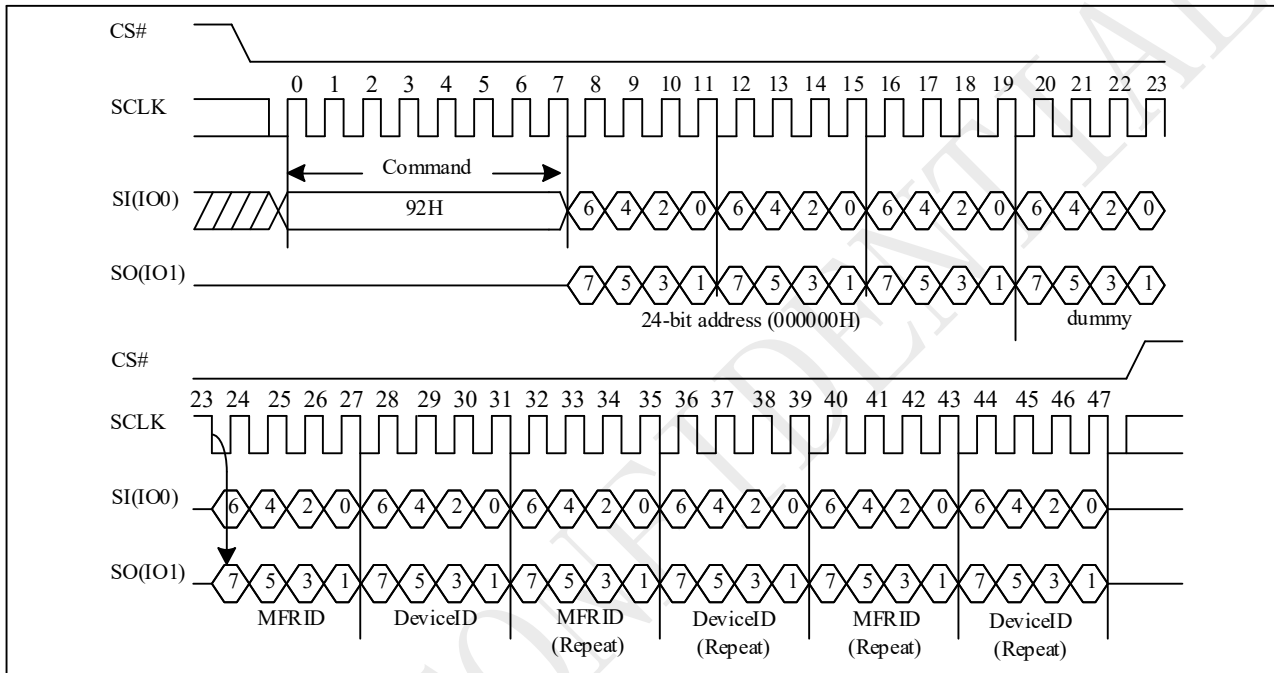 CS#
0 1 2 3 4 5 6 7 8 9 10 11 12 13 14 15 16 17 18 19 20 21 22 23
SCLK
Command
SI(IO0) 92H 6 4 2 0 6 4 2 0 6 4 2 0 6 4 2 0
SO(IO1) 7 5 3 1 7 5 3 1 7 5 3 1 7 5 3 1
24-bit address (000000H) dummy
CS#
23 24 25 26 27 28 29 30 31 32 33 34 35 36 37 38 39 40 41 42 43 44 45 46 47
SCLK
SI(IO0) 6 4 2 0 6 4 2 0 6 4 2 0 6 4 2 0 6 4 2 0 6 4 2 0
SO(IO1) 7 5 3 1 7 5 3 1 7 5 3 1 7 5 3 1 7 5 3 1 7 5 3 1
MFRID DeviceID MFRID DeviceID MFRID DeviceID
(Repeat) (Repeat) (Repeat) (Repeat)
ONFIDENTIAL